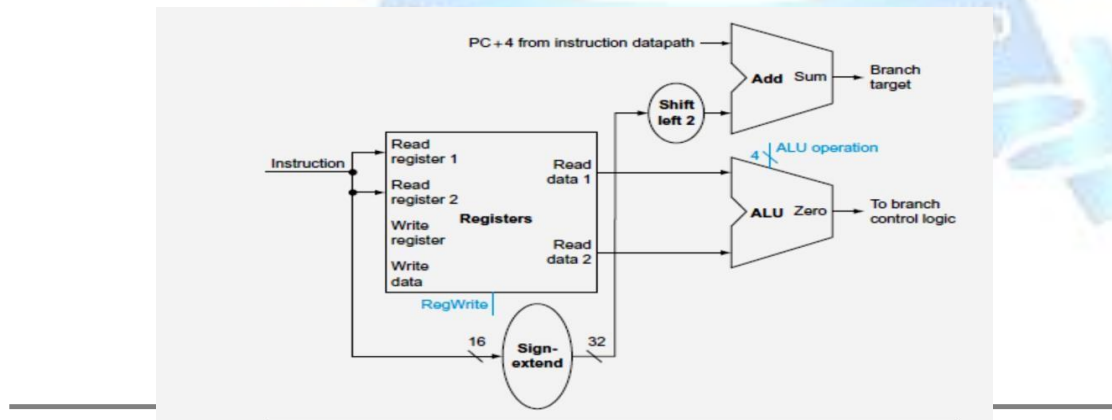 PC+4 from instruction datapath
Add Sum
Branch
target
Shift
left 2
Instruction
Read
register 1
Read
register 2
Write
register
Write
data
Registers
Read
data 1
Read
data 2
RegWrite
4
ALU operation
ALU Zero
To branch
control logic
16
Sign-
extend
32